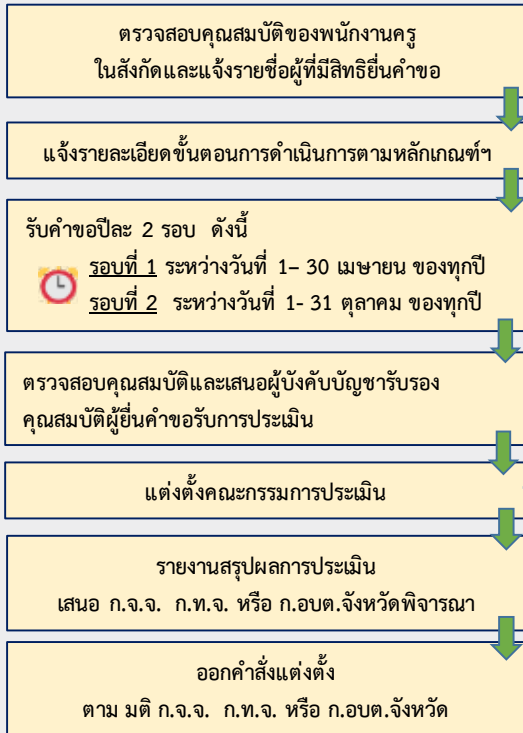 ตรวจสอบคุณสมบัติของพนักงานครู
ในสังกัดและแจ้งรายชื่อผู้ที่มีสิทธิยื่นคำขอ
แจ้งรายละเอียดขั้นตอนการดำเนินการตามหลักเกณฑ์ฯ
รับคำขอปีละ 2 รอบ ดังนี้
รอบที่ 1 ระหว่างวันที่ 1– 30 เมษายน ของทุกปี
รอบที่ 2 ระหว่างวันที่ 1- 31 ตุลาคม ของทุกปี
ตรวจสอบคุณสมบัติและเสนอผู้บังคับบัญชารับรอง
คุณสมบัติผู้ยื่นคำขอรับการประเมิน
แต่งตั้งคณะกรรมการประเมิน
รายงานสรุปผลการประเมิน
เสนอ ก.จ.จ. ก.ท.จ. หรือ ก.อบต.จังหวัดพิจารณา
ออกคำสั่งแต่งตั้ง
ตาม มติ ก.จ.จ. ก.ท.จ. หรือ ก.อบต.จังหวัด